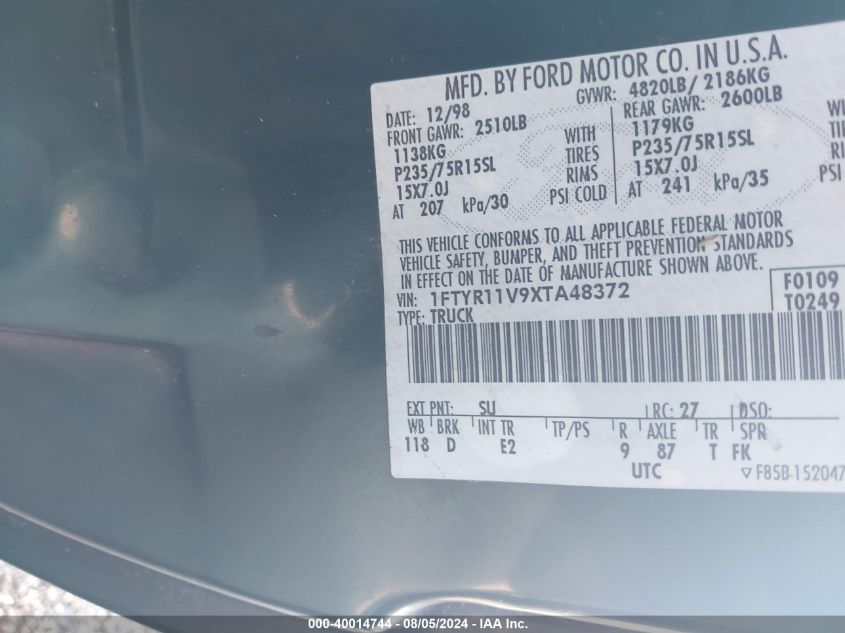 MFD. BY FORD MOTOR CO. IN U.S.A.
DATE: 12/98 GVWR: 4820LB/ 2186KG
FRONT GAWR: 2510LB REAR GAWR: 2600LB
1138KG WITH 1179KG
P235/75R15SL TIRES P235/75R15SL
15X7.0J RIMS 15X7.0J
AT 207 kPa/30 PSI COLD AT 241 kPa/35 PSI
THIS VEHICLE CONFORMS TO ALL APPLICABLE FEDERAL MOTOR
VEHICLE SAFETY, BUMPER, AND THEFT PREVENTION STANDARDS
IN EFFECT ON THE DATE OF MANUFACTURE SHOWN ABOVE.
VIN: 1FTYR11V9XTA48372 F0109
TYPE: TRUCK T0249
EXT PNT: SU RC: 27 DSO:
WB BRK INT TR TP/PS R AXLE TR SPR
118 D E2 9 87 T FK
UTC ▽F85B-152047
000-40014744 - 08/05/2024 - IAA Inc.